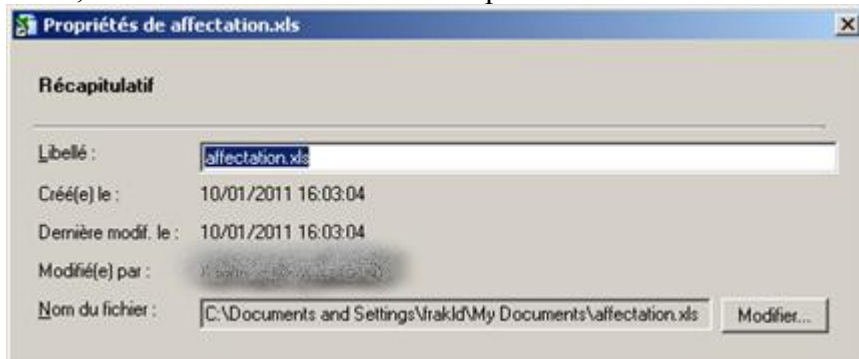 Propriétés de affectation.xls
Récapitulatif
Libellé : affectation.xls
Créé(e) le : 10/01/2011 16:03:04
Dernière modif. le : 10/01/2011 16:03:04
Modifié(e) par :
Nom du fichier : C:\Documents and Settings\frakld\My Documents\affectation.xls Modifier...